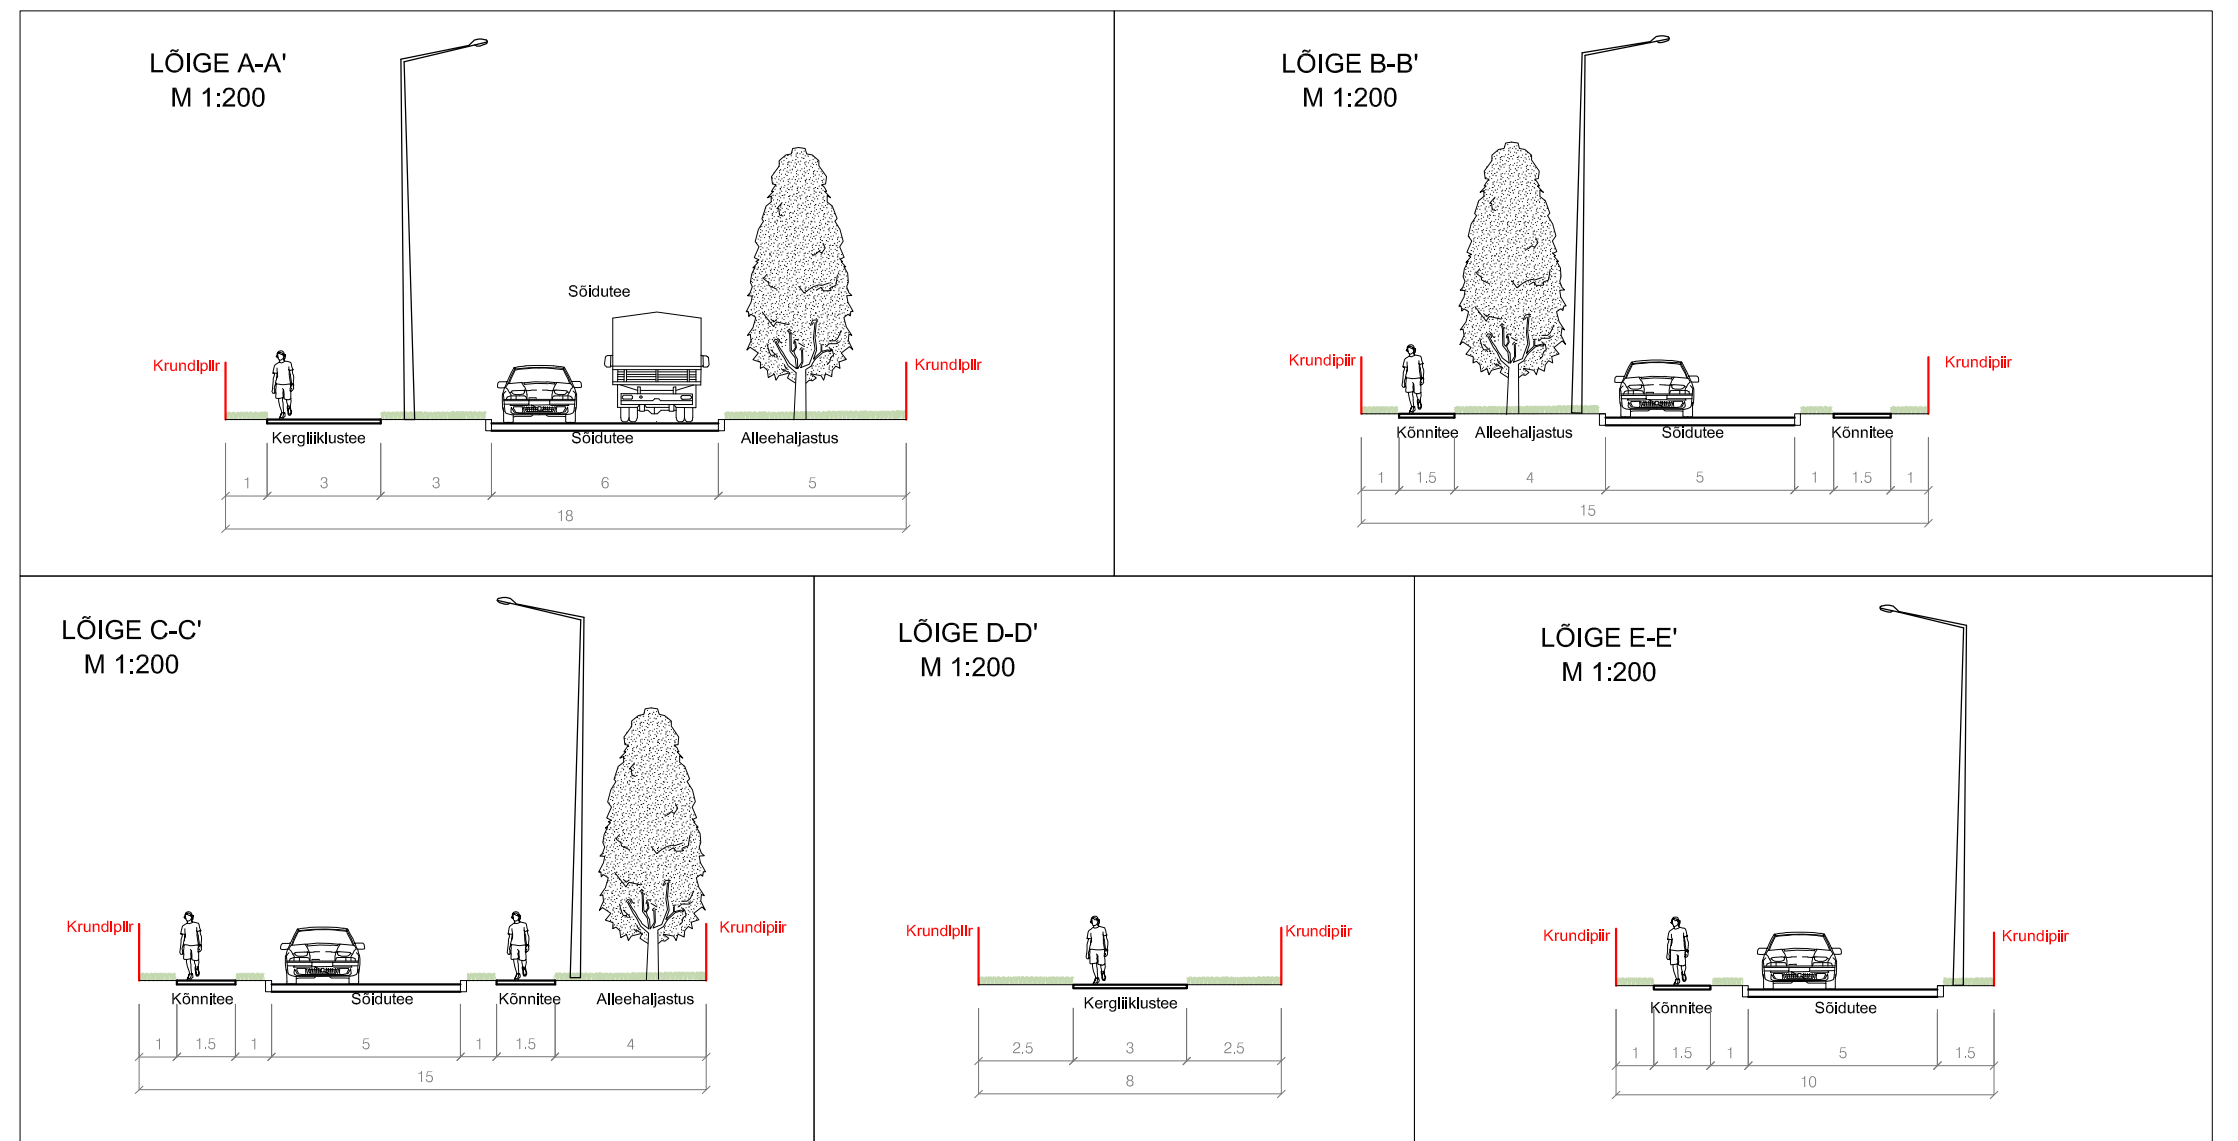 LÕIGE A-A'
M 1:200
Sõidutee
Krundipiir
Krundipiir
Kergliiklustee
Sõidutee
Alleehaljastus
1
3
3
6
5
18
LÕIGE B-B'
M 1:200
Krundipiir
Krundipiir
Kõnnitee
Alleehaljastus
Sõidutee
Kõnnitee
1
1.5
4
5
1
1.5
1
15
LÕIGE C-C'
M 1:200
Krundipiir
Krundipiir
Kõnnitee
Sõidutee
Kõnnitee
Alleehaljastus
1
1.5
1
5
1
1.5
4
15
LÕIGE D-D'
M 1:200
Krundipiir
Krundipiir
Kergliiklustee
2.5
3
2.5
8
LÕIGE E-E'
M 1:200
Krundipiir
Krundipiir
Kõnnitee
Sõidutee
1
1.5
1
5
1.5
10